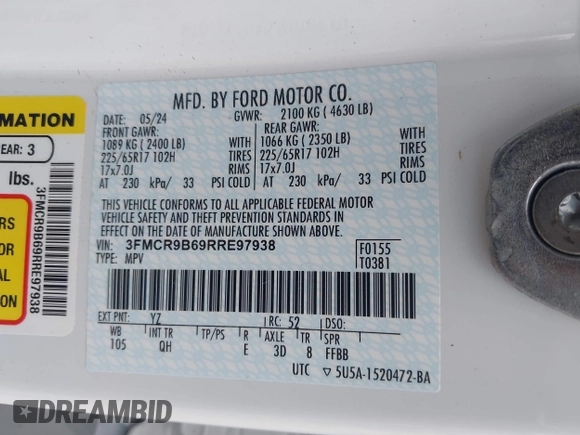 MFD. BY FORD MOTOR CO.
DATE: 05/24 GVWR: 2100 KG ( 4630 LB)
FRONT GAWR: REAR GAWR:
1089 KG ( 2400 LB) WITH 1066 KG ( 2350 LB) WITH
225/65R17 102H TIRES 225/65R17 102H TIRES
17x7.0J RIMS 17x7.0J RIMS
AT 230 kPa/ 33 PSI COLD AT 230 kPa/ 33 PSI COLD
THIS VEHICLE CONFORMS TO ALL APPLICABLE FEDERAL MOTOR
VEHICLE SAFETY AND THEFT PREVENTION STANDARDS IN
EFFECT ON THE DATE OF MANUFACTURE SHOWN ABOVE.
VIN: 3FMCR9B69RRE97938 F0155
TYPE: MPV T0381
EXT PNT: YZ RC: 52 DSO:
WB INT TR TP/PS R AXLE TR SPR
105 QH E 3D 8 FFBB
UTC ▽ 5U5A-1520472-BA
MATION
EAR: 3
lbs.
RS
R
AL
ON
3FMCR9B69RRE97938
DREAMBID